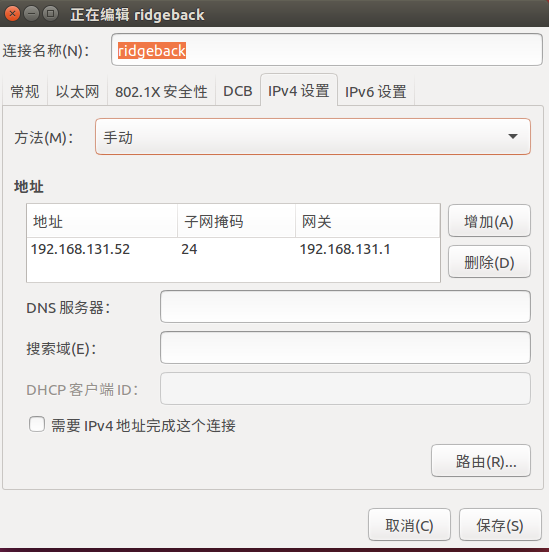 正在编辑 ridgeback
连接名称(N)： ridgeback
常规 以太网 802.1X 安全性 DCB IPv4 设置 IPv6 设置
方法(M)： 手动
地址
地址 子网掩码 网关 增加(A)
192.168.131.52 24 192.168.131.1
删除(D)
DNS 服务器：
搜索域(E)：
DHCP 客户端 ID：
需要 IPv4 地址完成这个连接
路由(R)...
取消(C) 保存(S)